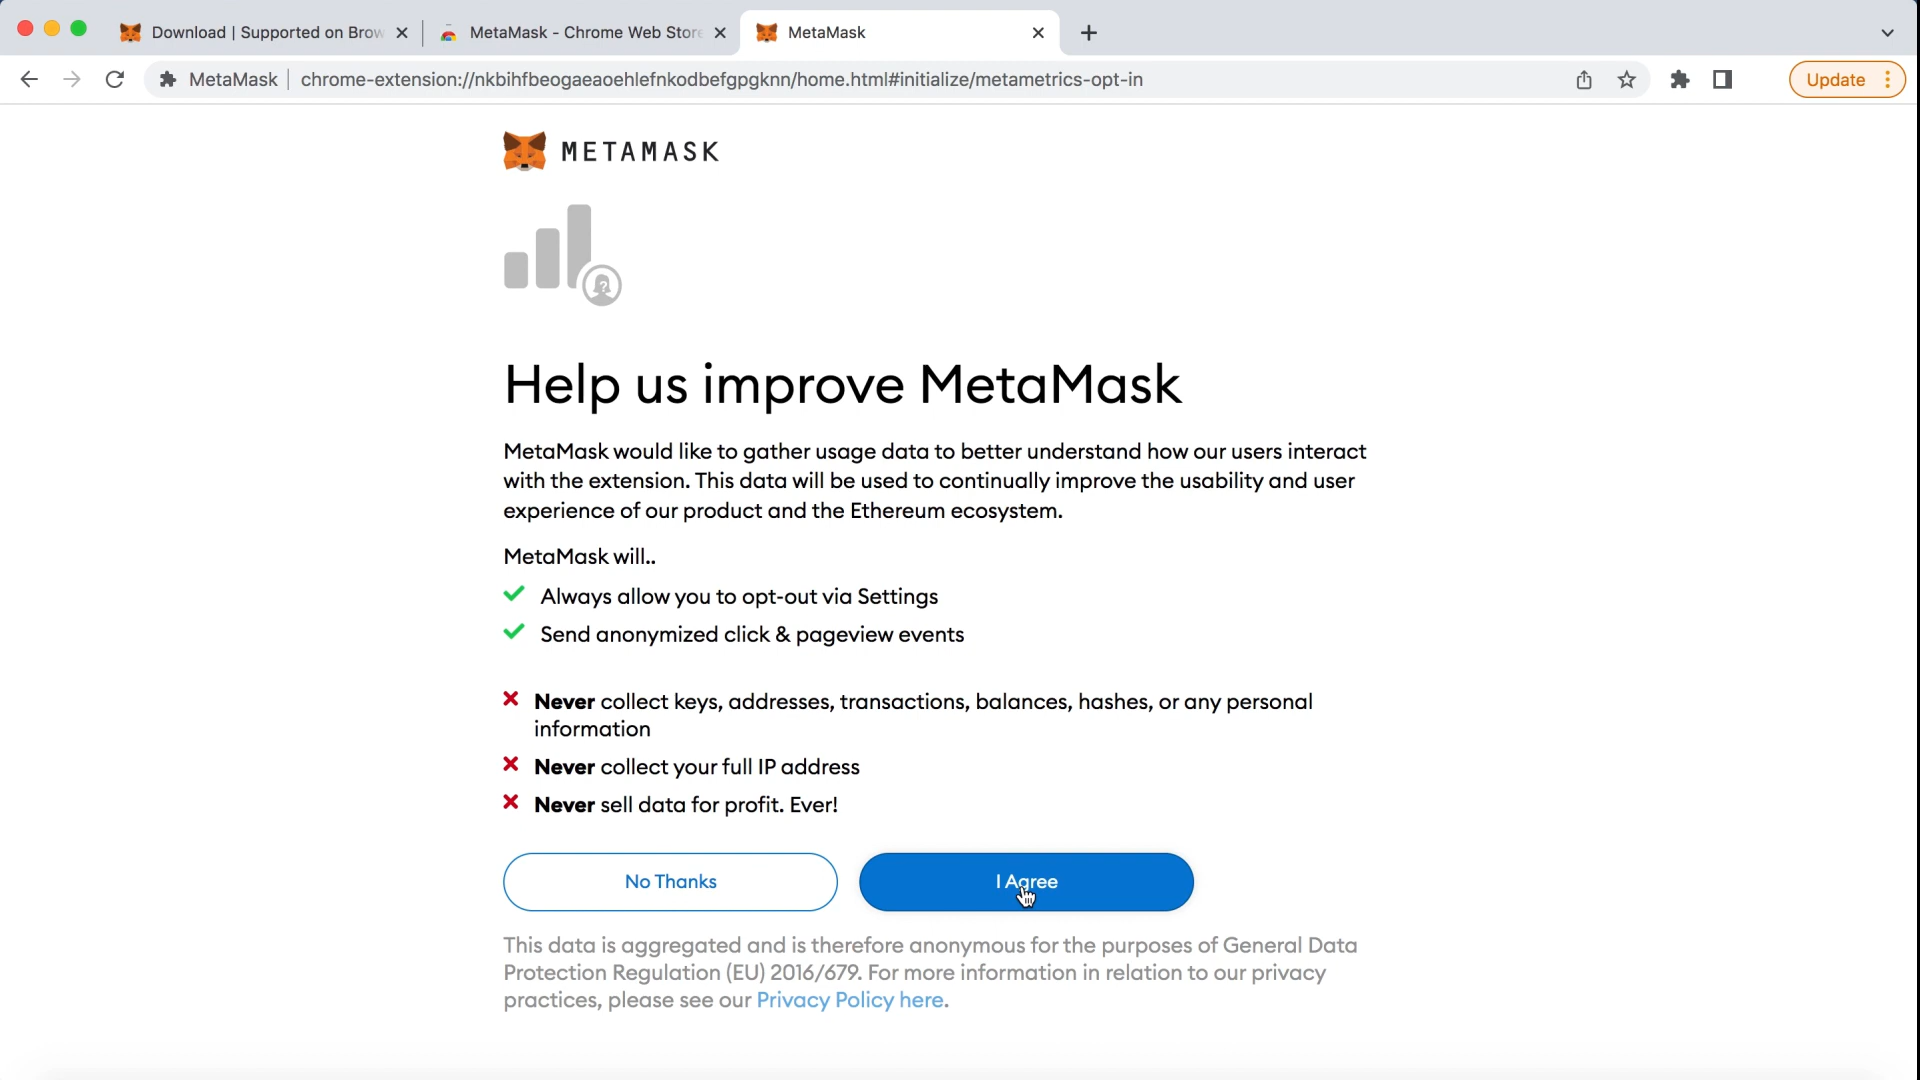 Download | Supported on Brow
MetaMask - Chrome Web Store
MetaMask
MetaMask
chrome-extension://nkbihfbeogaeaoehlefnkodbefgpgknn/home.html#initialize/metametrics-opt-in
Update
METAMASK
?
Help us improve MetaMask
MetaMask would like to gather usage data to better understand how our users interact
with the extension. This data will be used to continually improve the usability and user
experience of our product and the Ethereum ecosystem.
MetaMask will..
Always allow you to opt-out via Settings
Send anonymized click & pageview events
Never collect keys, addresses, transactions, balances, hashes, or any personal
information
Never collect your full IP address
Never sell data for profit. Ever!
No Thanks
I Agree
This data is aggregated and is therefore anonymous for the purposes of General Data
Protection Regulation (EU) 2016/679. For more information in relation to our privacy
practices, please see our Privacy Policy here.